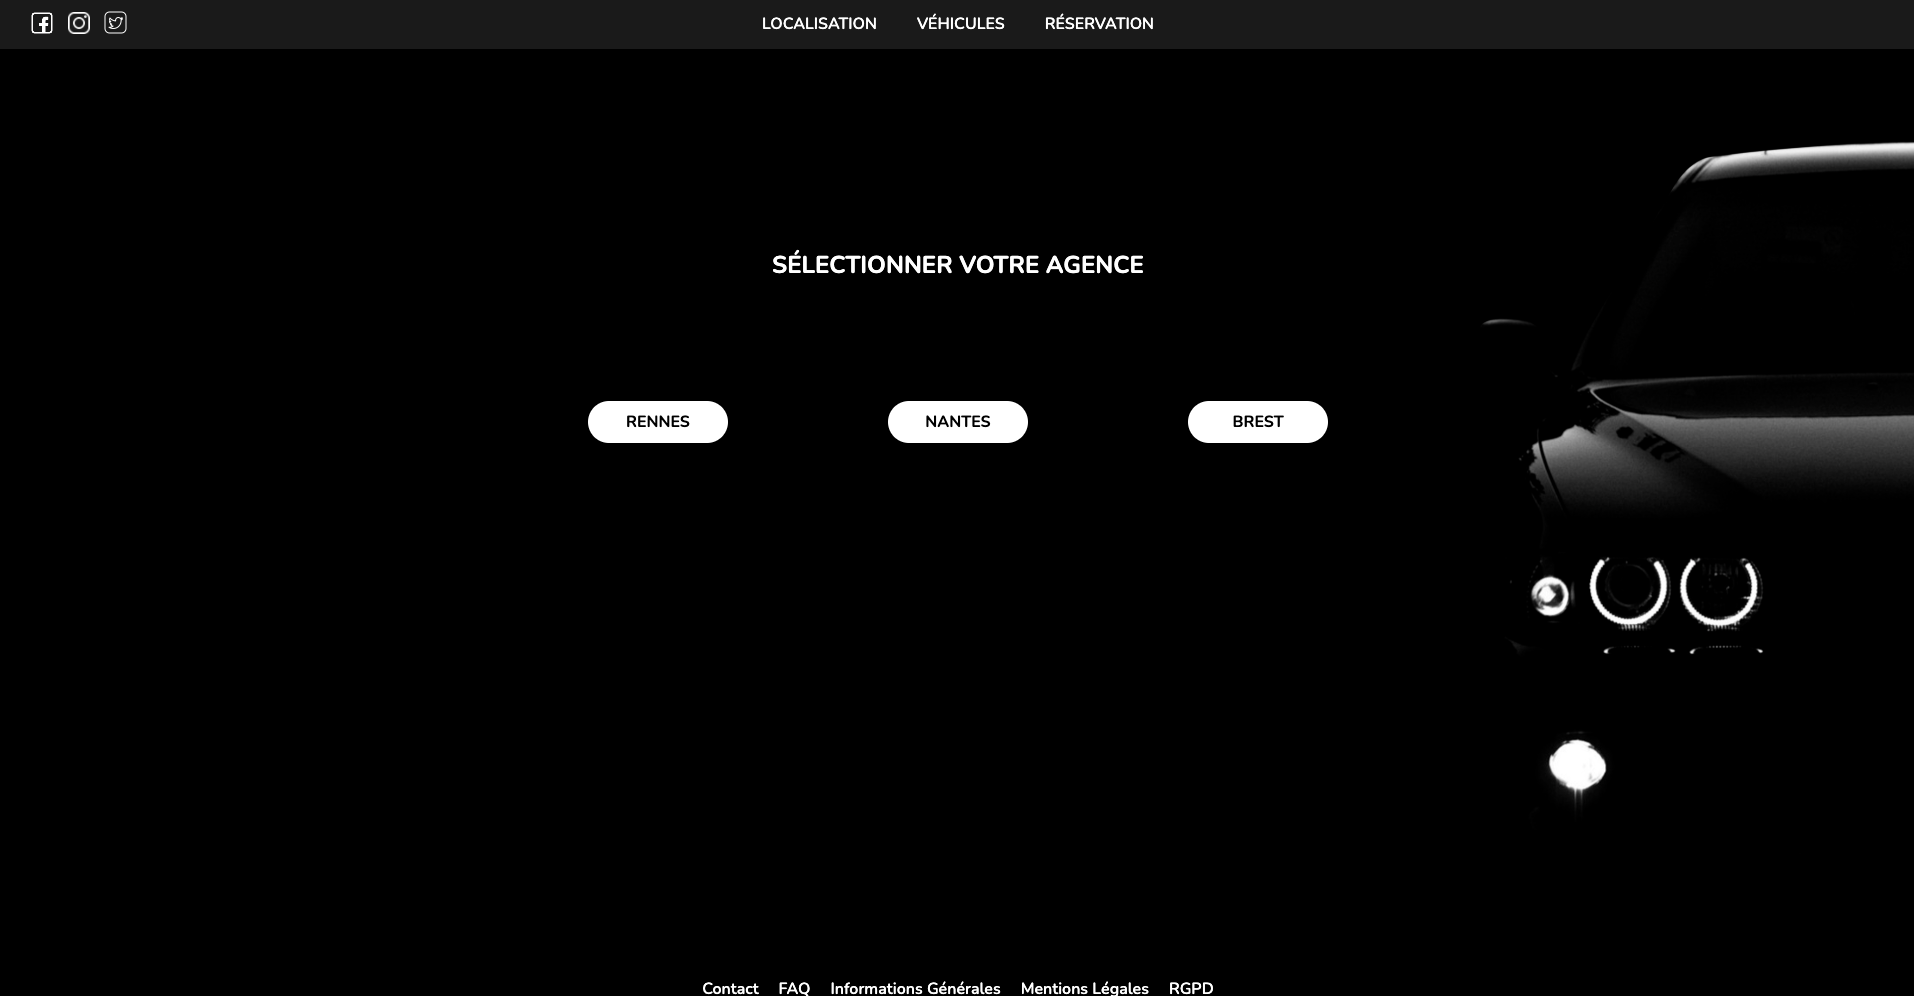 LOCALISATION VÉHICULES RÉSERVATION
SÉLECTIONNER VOTRE AGENCE
RENNES NANTES BREST
Contact FAQ Informations Générales Mentions Légales RGPD